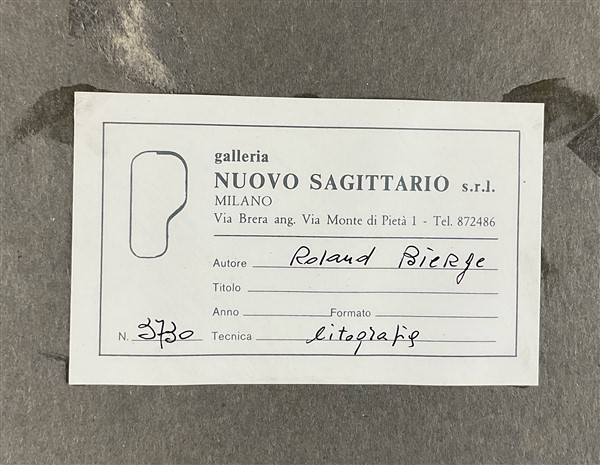 galleria
NUOVO SAGITTARIO s.r.l.
MILANO
Via Brera ang. Via Monte di Pietà 1 - Tel. 872486
Autore Roland Bierge
Titolo
Anno Formato
N. 3730 Tecnica litografia